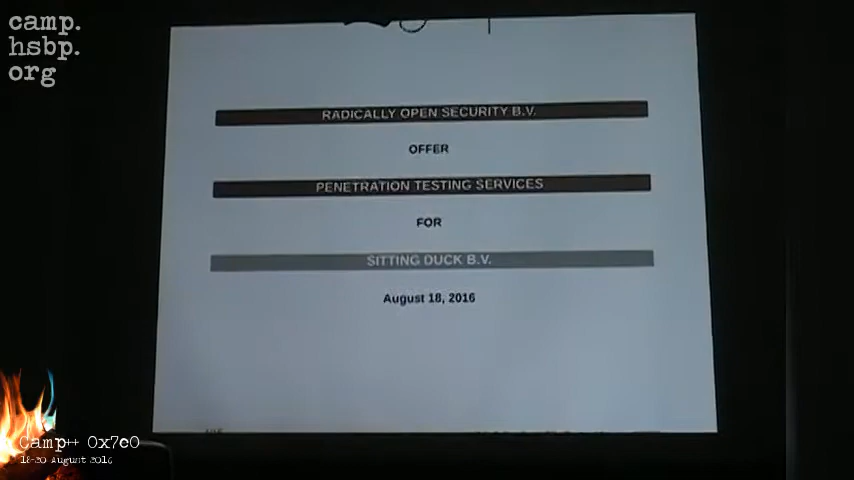 camp.
hsbp.
org
RADICALLY OPEN SECURITY B.V.
OFFER
PENETRATION TESTING SERVICES
FOR
SITTING DUCK B.V.
August 18, 2016
Camp++ 0x7e0
18-20 August 2016